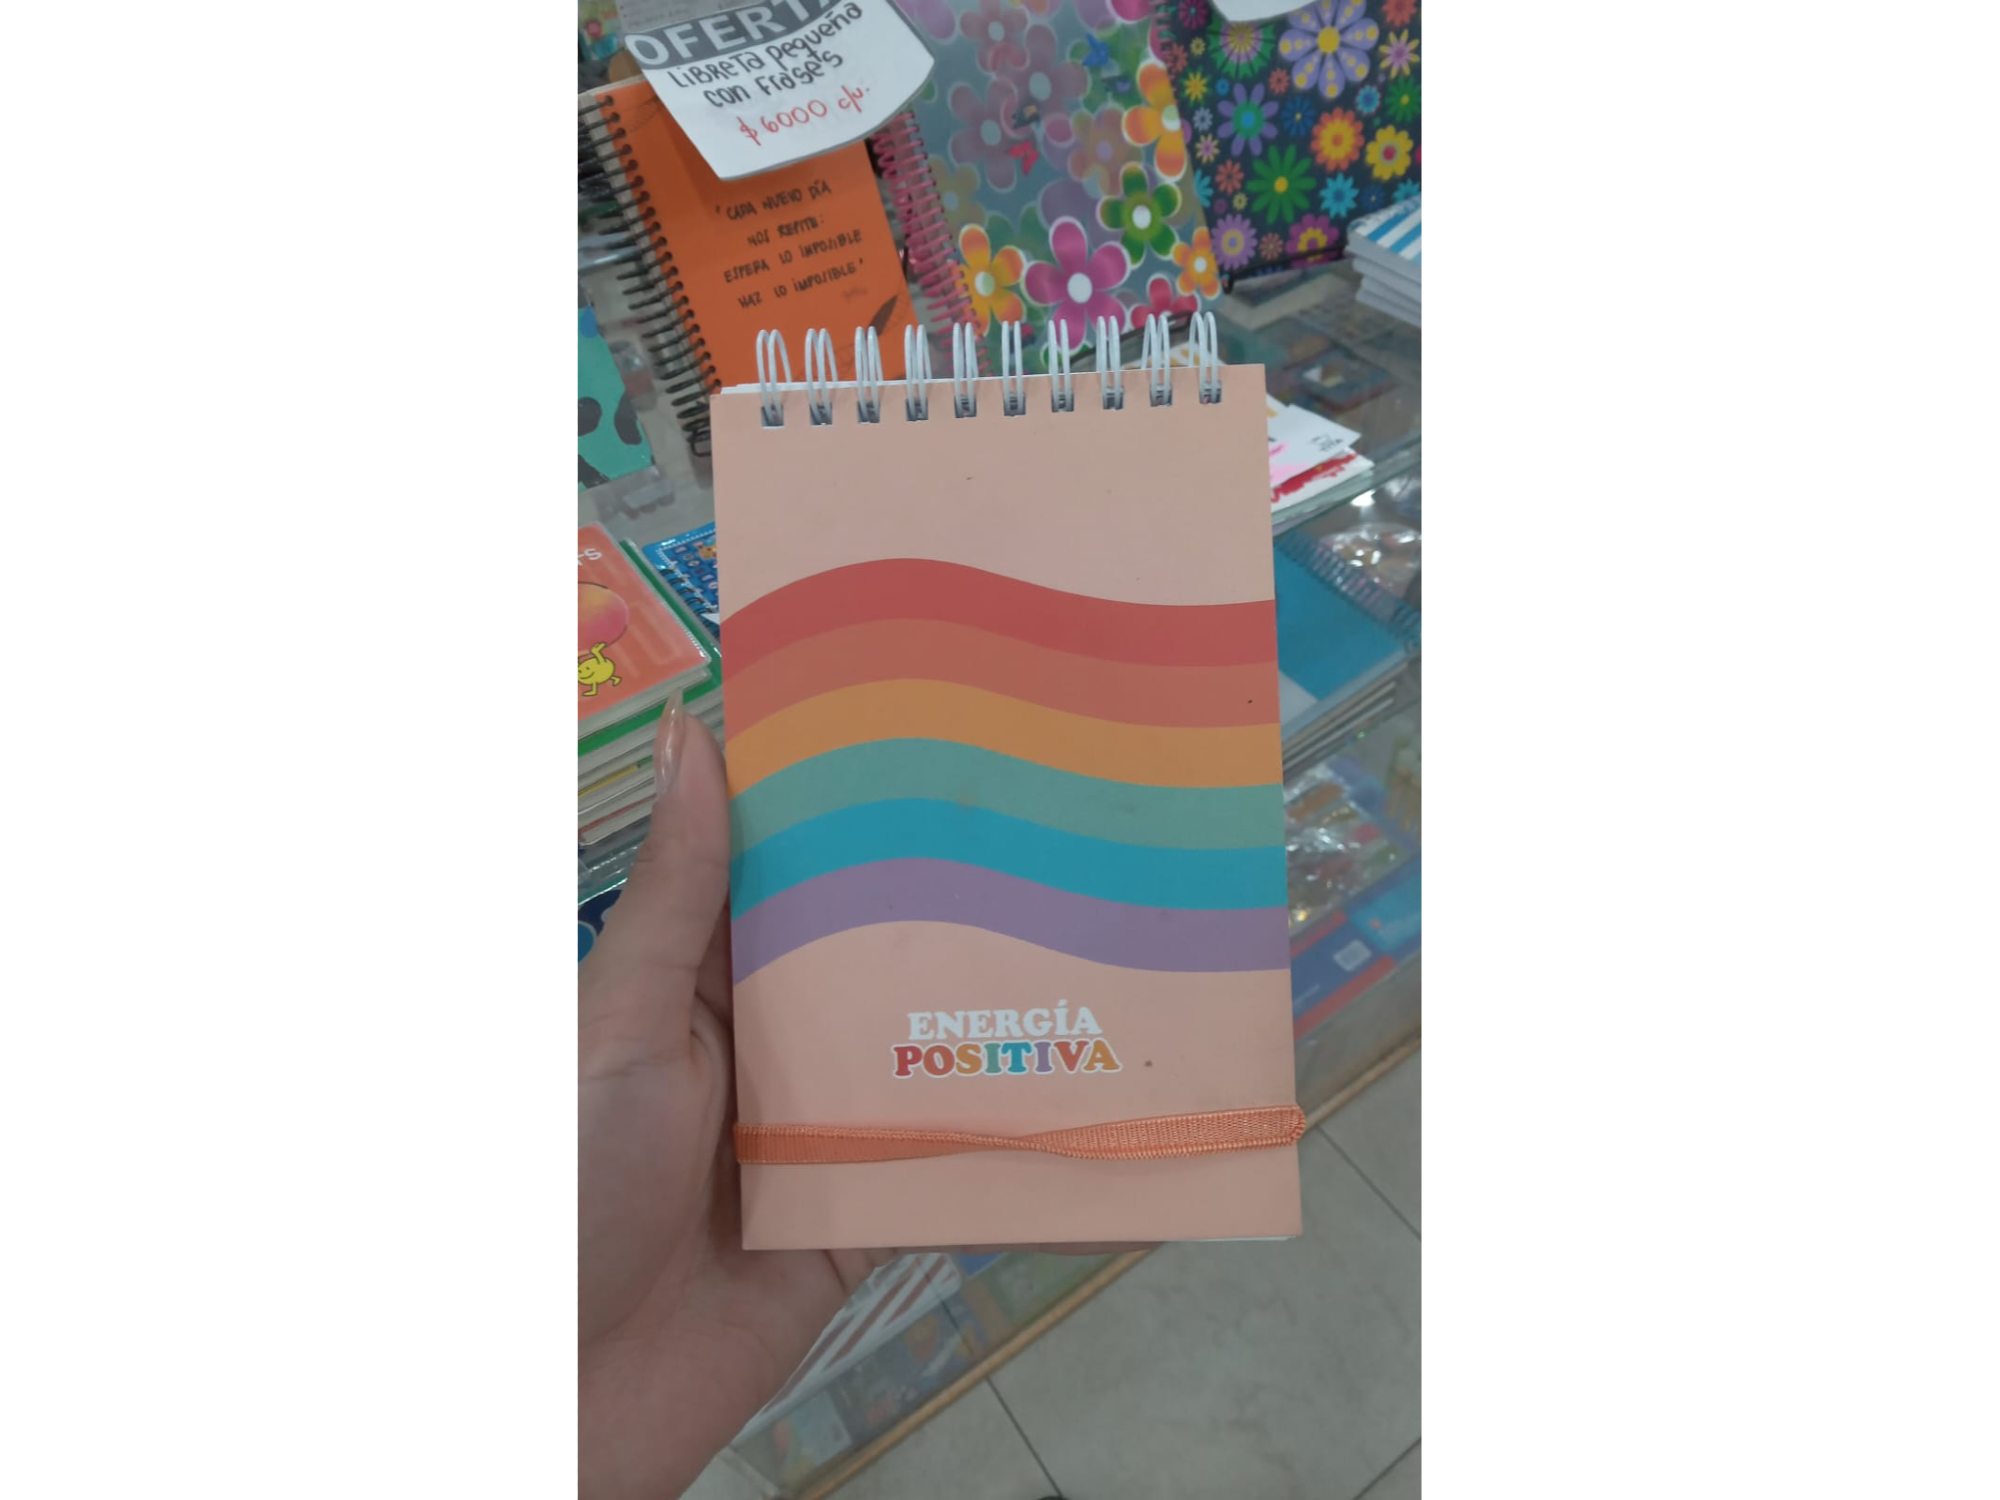 OFERTA
LIBRETA PEQUEÑA
CON FRASES
$6000 c/u.
"CADA NUEVO DÍA
NOS REPITE:
ESPERA LO IMPOSIBLE
HAZ LO IMPOSIBLE"
ENERGÍA
POSITIVA